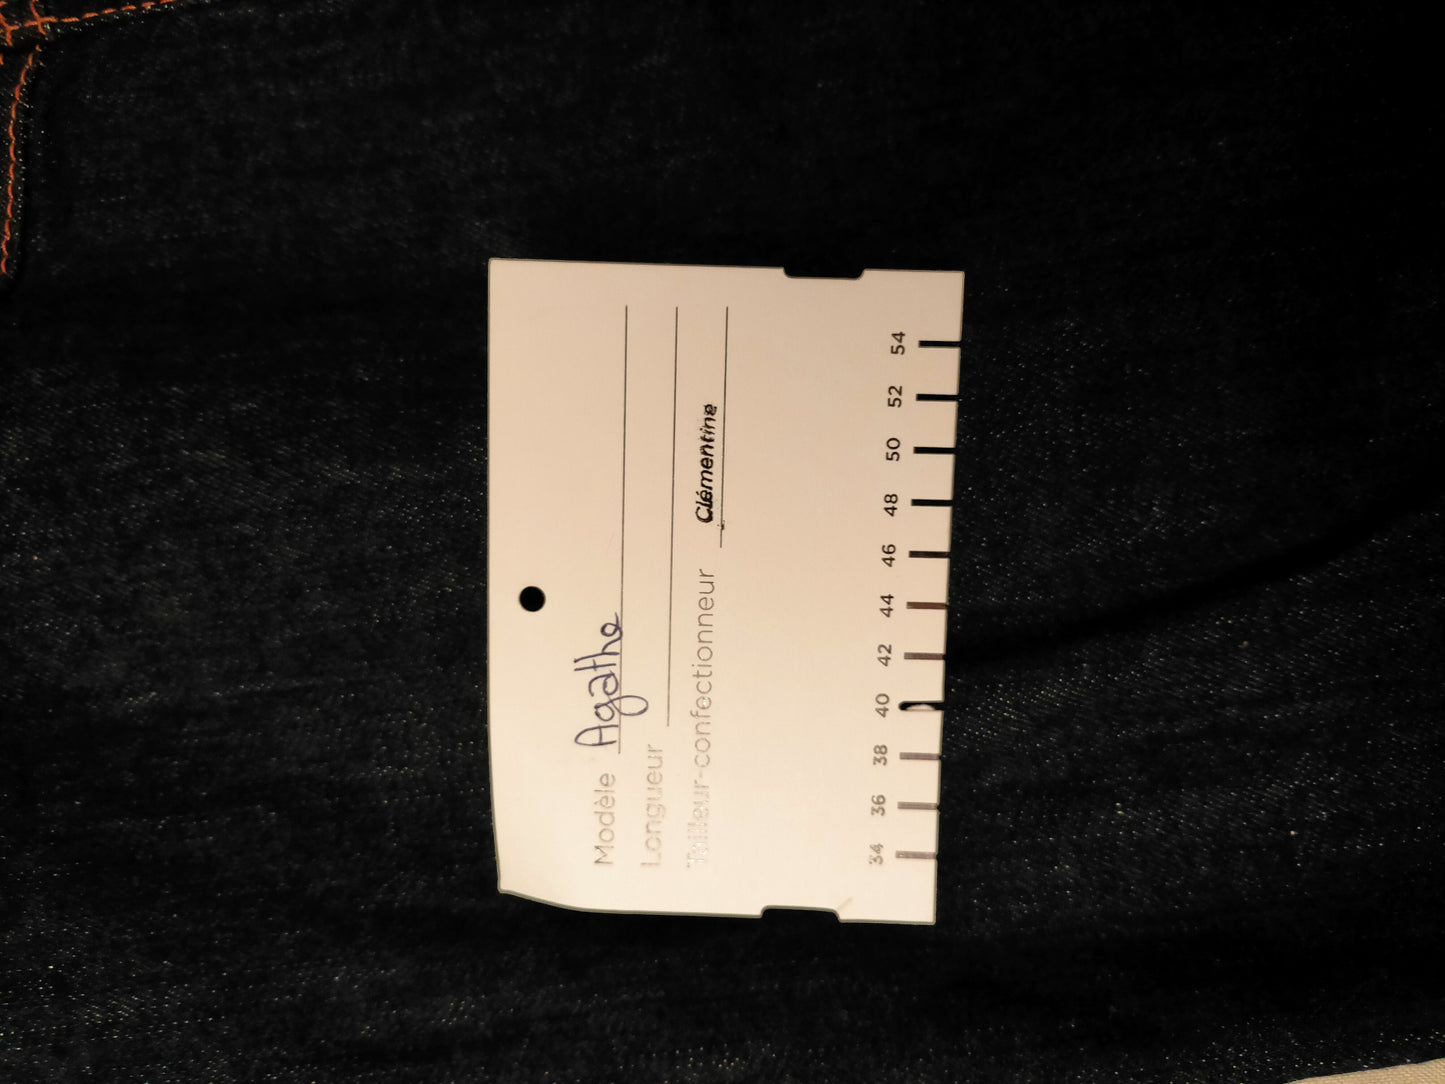 Modèle Agathe
Longueur
Tailleur-confectionneur Clémentine
34 36 38 40 42 44 46 48 50 52 54